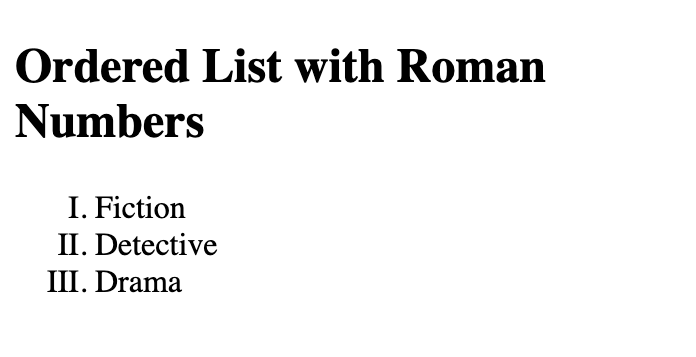 Ordered List with Roman
Numbers
I. Fiction
II. Detective
III. Drama